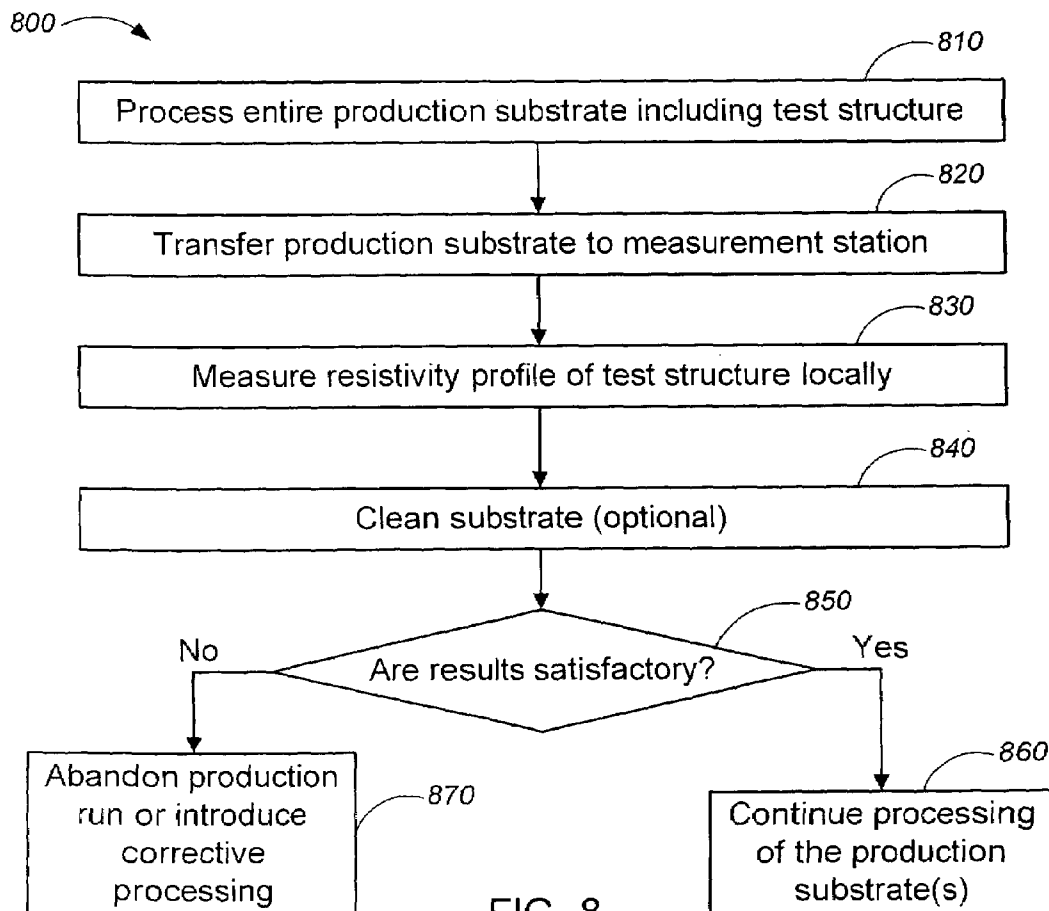 800
810
Process entire production substrate including test structure
820
Transfer production substrate to measurement station
830
Measure resistivity profile of test structure locally
840
Clean substrate (optional)
850
Are results satisfactory?
No
Yes
Abandon production
run or introduce
corrective
processing
870
860
Continue processing
of the production
substrate(s)
FIG. 8